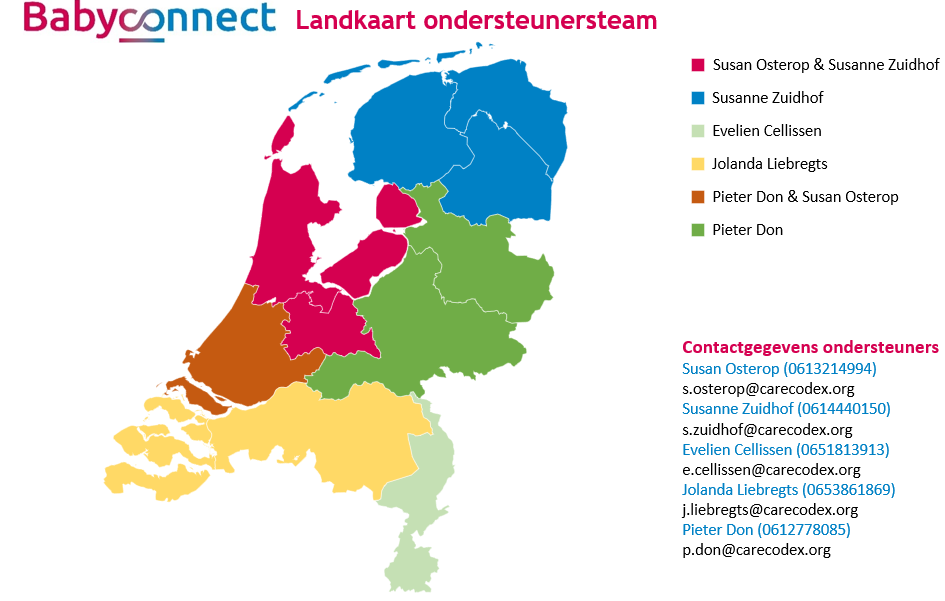 Babyconnect
Landkaart ondersteunersteam
Susan Osterop & Susanne Zuidhof
Susanne Zuidhof
Evelien Cellissen
Jolanda Liebregts
Pieter Don & Susan Osterop
Pieter Don
Contactgegevens ondersteuners
Susan Osterop (0613214994)
s.osterop@carecodex.org
Susanne Zuidhof (0614440150)
s.zuidhof@carecodex.org
Evelien Cellissen (0651813913)
e.cellissen@carecodex.org
Jolanda Liebregts (0653861869)
j.liebregts@carecodex.org
Pieter Don (0612778085)
p.don@carecodex.org